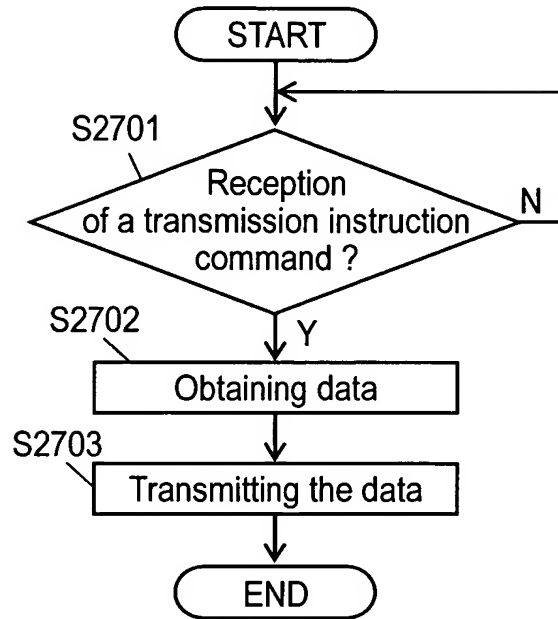 START
S2701
Reception
of a transmission instruction
command ?
N
Y
S2702
Obtaining data
S2703
Transmitting the data
END